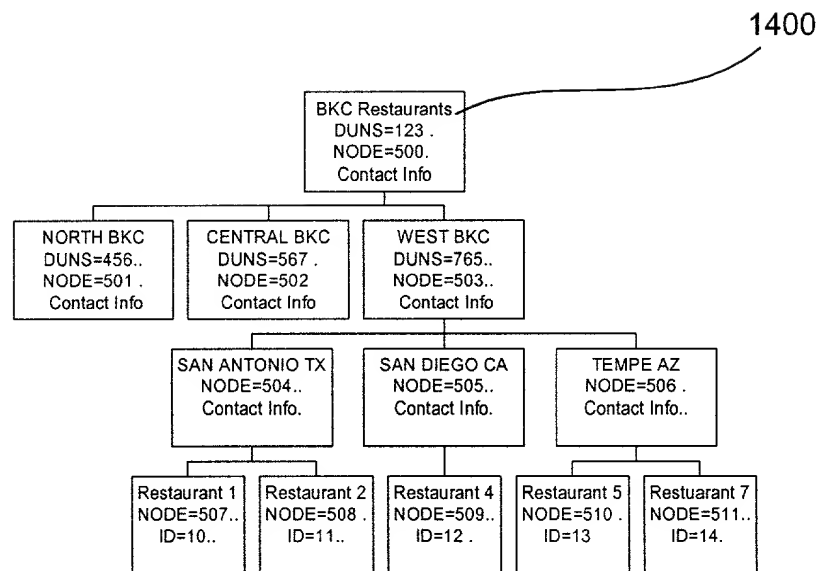 1400
BKC Restaurants
DUNS=123 .
NODE=500.
Contact Info
NORTH BKC
DUNS=456..
NODE=501 .
Contact Info
CENTRAL BKC
DUNS=567 .
NODE=502
Contact Info
WEST BKC
DUNS=765..
NODE=503..
Contact Info
SAN ANTONIO TX
NODE=504..
Contact Info.
SAN DIEGO CA
NODE=505..
Contact Info.
TEMPE AZ
NODE=506 .
Contact Info..
Restaurant 1
NODE=507..
ID=10..
Restaurant 2
NODE=508 .
ID=11..
Restaurant 4
NODE=509..
ID=12 .
Restaurant 5
NODE=510 .
ID=13
Restuarant 7
NODE=511..
ID=14.